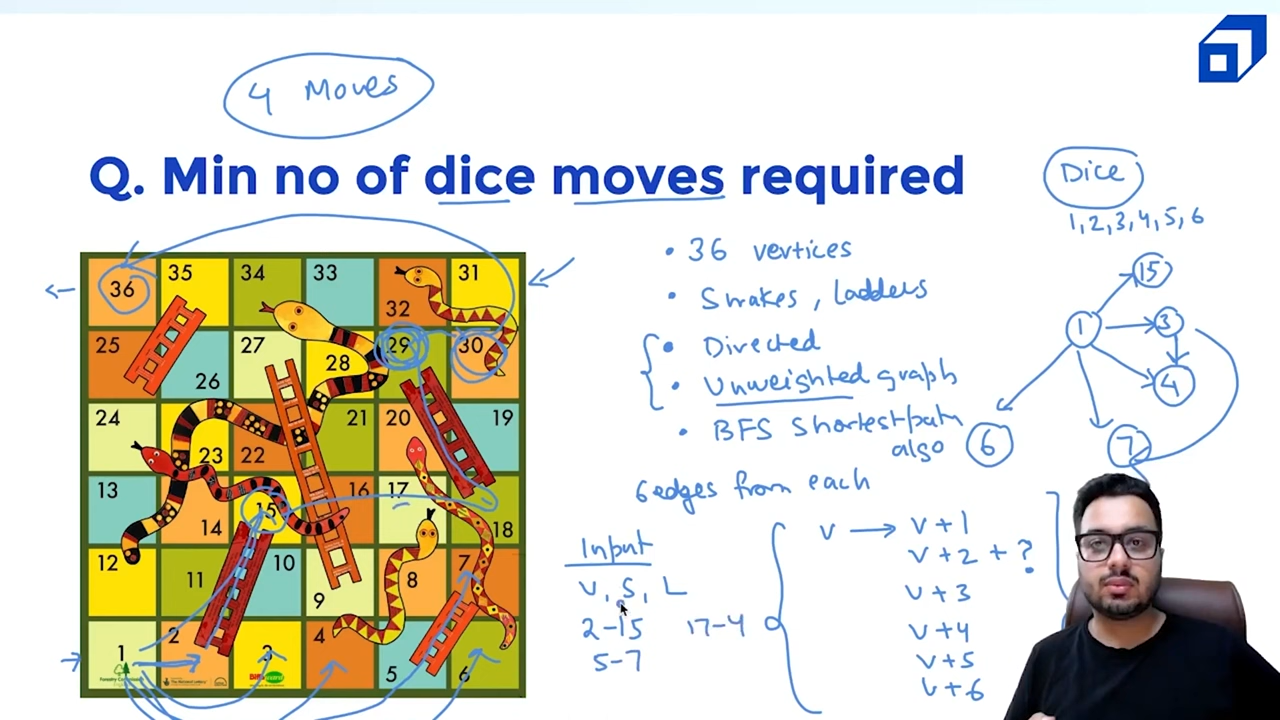 4 Moves
Q. Min no of dice moves required
Dice
1,2,3,4,5,6
36 35 34 33 32 31
25 26 27 28 29 30
24 23 22 21 20 19
13 14 15 16 17 18
12 11 10 9 8 7
1 2 3 4 5 6
• 36 vertices
• Snakes, ladders
• Directed
• Unweighted graph
• BFS Shortest path
also
6 edges from each
15
1
3
4
6
7
Input
V, S, L
2-15
17-4
5-7
V → V+1
V+2 + ?
V+3
V+4
V+5
V+6